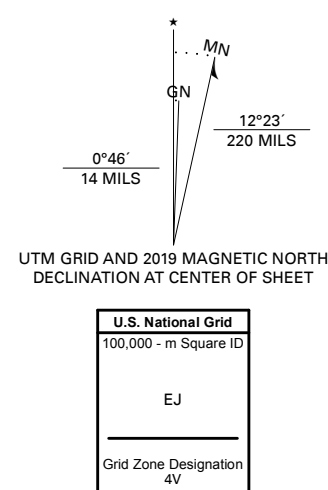 ★
MN
GN
12°23´
220 MILS
0°46´
14 MILS
UTM GRID AND 2019 MAGNETIC NORTH
DECLINATION AT CENTER OF SHEET
U.S. National Grid
100,000 - m Square ID
EJ
Grid Zone Designation
4V